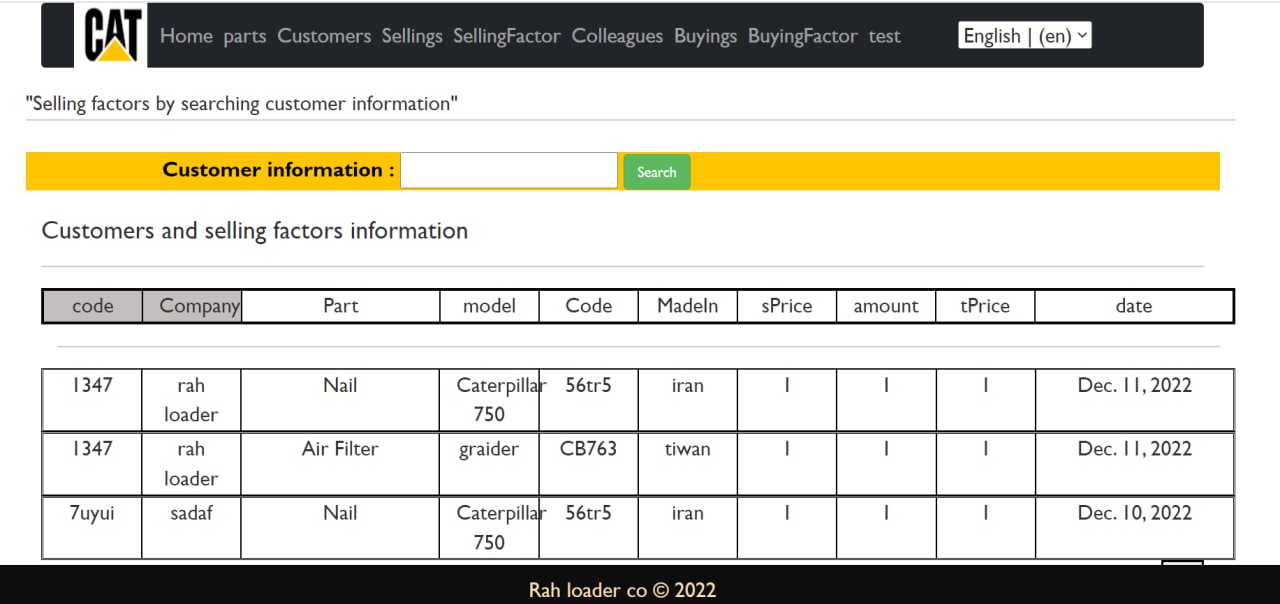 CAT Home parts Customers Sellings SellingFactor Colleagues Buyings BuyingFactor test English | (en)
"Selling factors by searching customer information"
Customer information : Search
Customers and selling factors information
code Company Part model Code MadeIn sPrice amount tPrice date
1347 rah Nail Caterpillar 56tr5 iran 1 1 1 Dec. 11, 2022
loader 750
1347 rah Air Filter graider CB763 tiwan 1 1 1 Dec. 11, 2022
loader
7uyui sadaf Nail Caterpillar 56tr5 iran 1 1 1 Dec. 10, 2022
750
Rah loader co © 2022